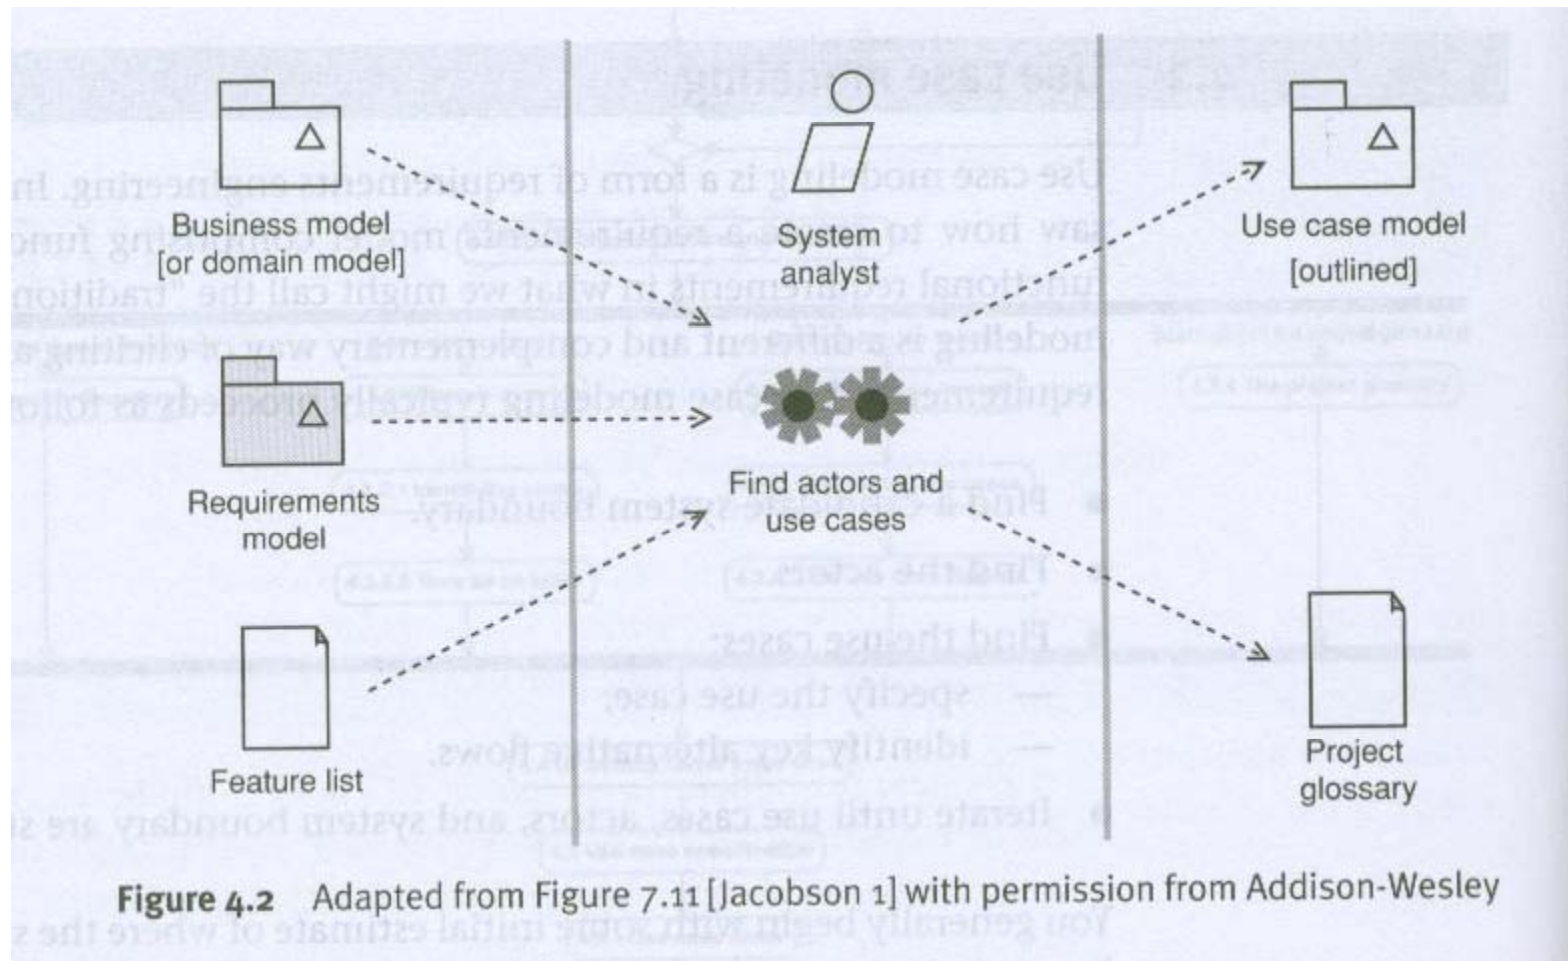 Business model
[or domain model]
System
analyst
Use case model
[outlined]
Requirements
model
Find actors and
use cases
Feature list
Project
glossary
Figure 4.2 Adapted from Figure 7.11 [Jacobson 1] with permission from Addison-Wesley